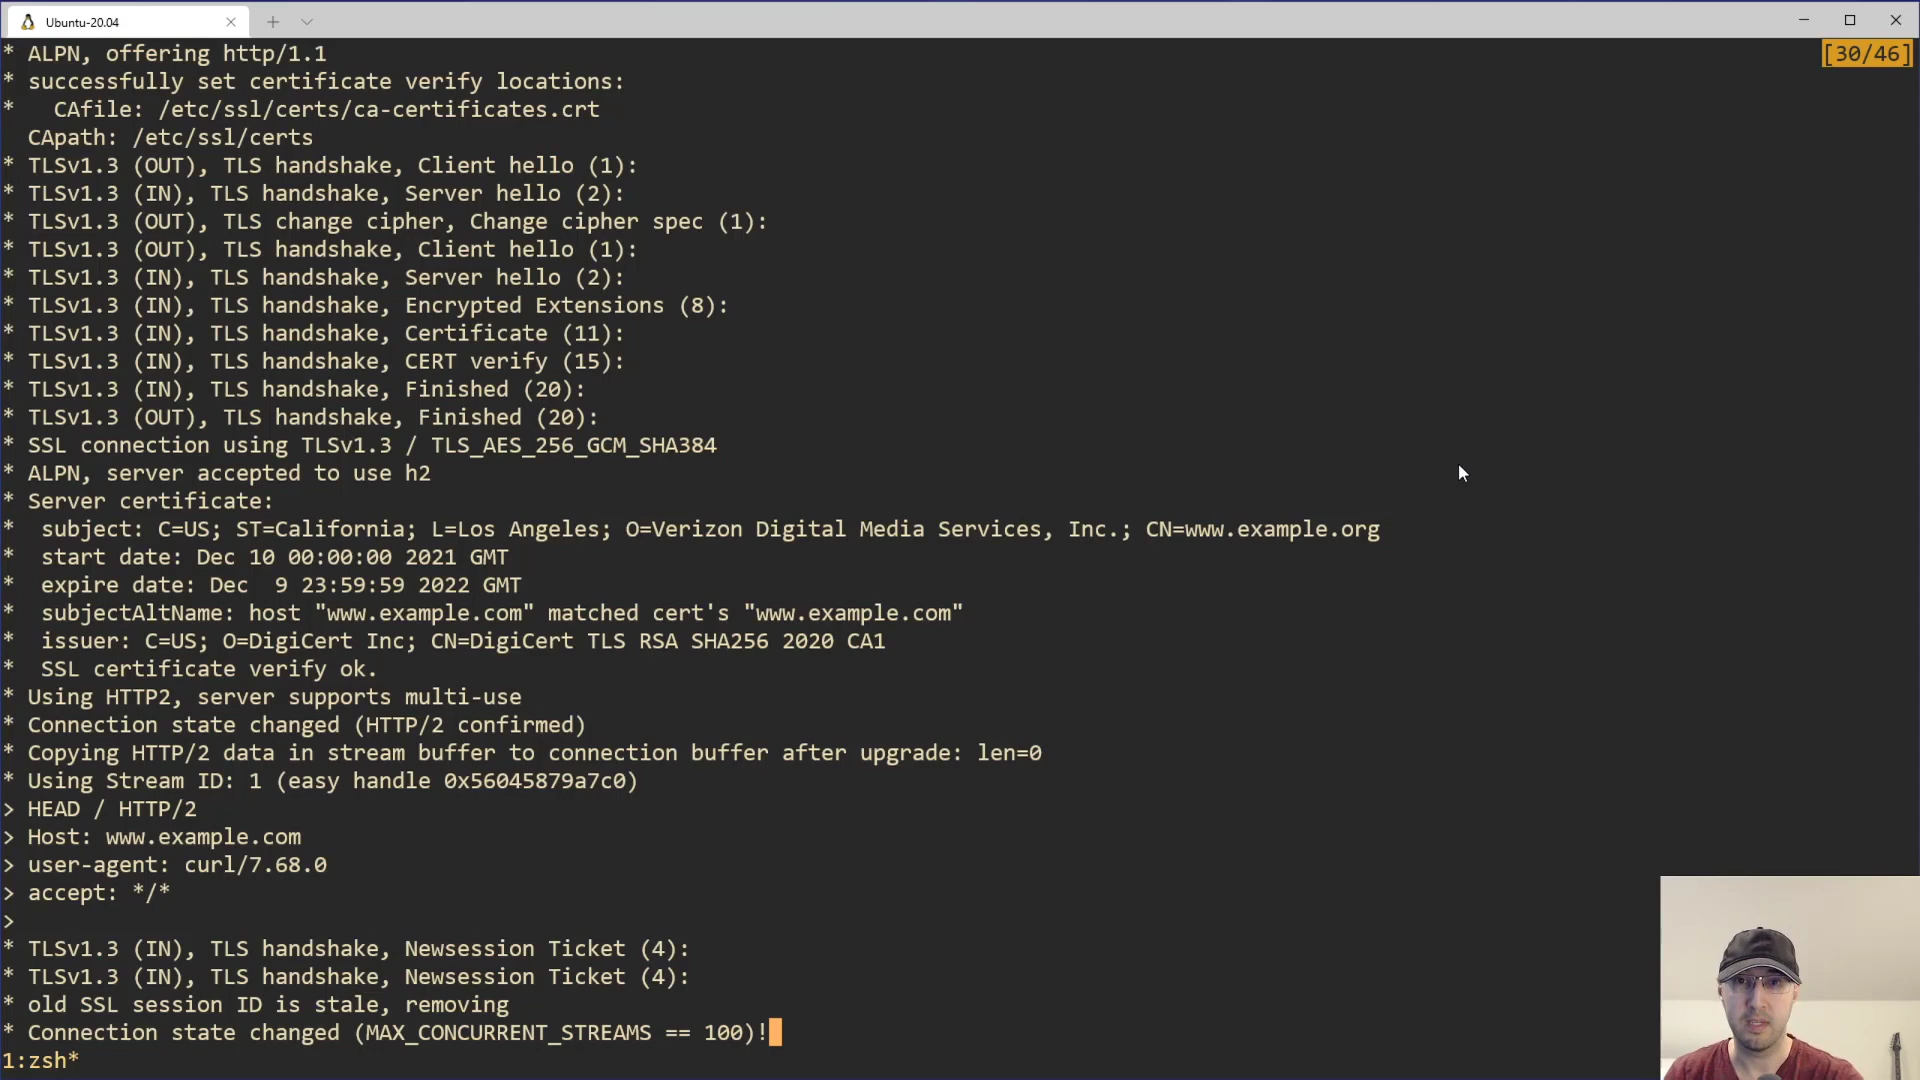 Ubuntu-20.04
* ALPN, offering http/1.1
[30/46]
* successfully set certificate verify locations:
*   CAfile: /etc/ssl/certs/ca-certificates.crt
  CApath: /etc/ssl/certs
* TLSv1.3 (OUT), TLS handshake, Client hello (1):
* TLSv1.3 (IN), TLS handshake, Server hello (2):
* TLSv1.3 (OUT), TLS change cipher, Change cipher spec (1):
* TLSv1.3 (OUT), TLS handshake, Client hello (1):
* TLSv1.3 (IN), TLS handshake, Server hello (2):
* TLSv1.3 (IN), TLS handshake, Encrypted Extensions (8):
* TLSv1.3 (IN), TLS handshake, Certificate (11):
* TLSv1.3 (IN), TLS handshake, CERT verify (15):
* TLSv1.3 (IN), TLS handshake, Finished (20):
* TLSv1.3 (OUT), TLS handshake, Finished (20):
* SSL connection using TLSv1.3 / TLS_AES_256_GCM_SHA384
* ALPN, server accepted to use h2
* Server certificate:
*  subject: C=US; ST=California; L=Los Angeles; O=Verizon Digital Media Services, Inc.; CN=www.example.org
*  start date: Dec 10 00:00:00 2021 GMT
*  expire date: Dec  9 23:59:59 2022 GMT
*  subjectAltName: host "www.example.com" matched cert's "www.example.com"
*  issuer: C=US; O=DigiCert Inc; CN=DigiCert TLS RSA SHA256 2020 CA1
*  SSL certificate verify ok.
* Using HTTP2, server supports multi-use
* Connection state changed (HTTP/2 confirmed)
* Copying HTTP/2 data in stream buffer to connection buffer after upgrade: len=0
* Using Stream ID: 1 (easy handle 0x56045879a7c0)
> HEAD / HTTP/2
> Host: www.example.com
> user-agent: curl/7.68.0
> accept: */*
>
* TLSv1.3 (IN), TLS handshake, Newsession Ticket (4):
* TLSv1.3 (IN), TLS handshake, Newsession Ticket (4):
* old SSL session ID is stale, removing
* Connection state changed (MAX_CONCURRENT_STREAMS == 100)!
1:zsh*